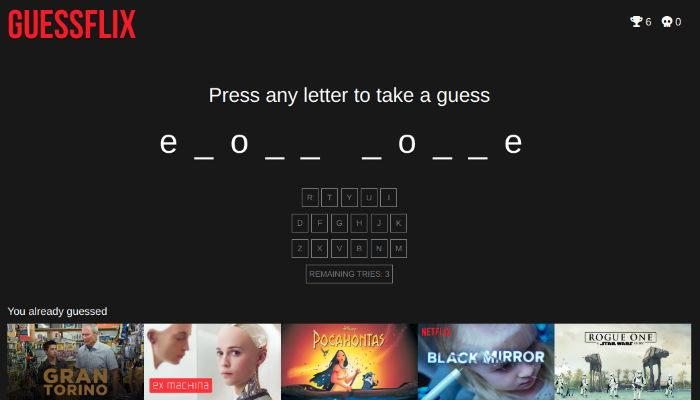 GUESSFLIX
6 0
Press any letter to take a guess
e _ o _ _ _ o _ _ e
R T Y U I
D F G H J K
Z X V B N M
REMAINING TRIES: 3
You already guessed
GRAN
TORINO
ex machina
Disney
POCAHONTAS
NETFLIX
BLACK MIRROR
ROGUE ONE
STAR WARS